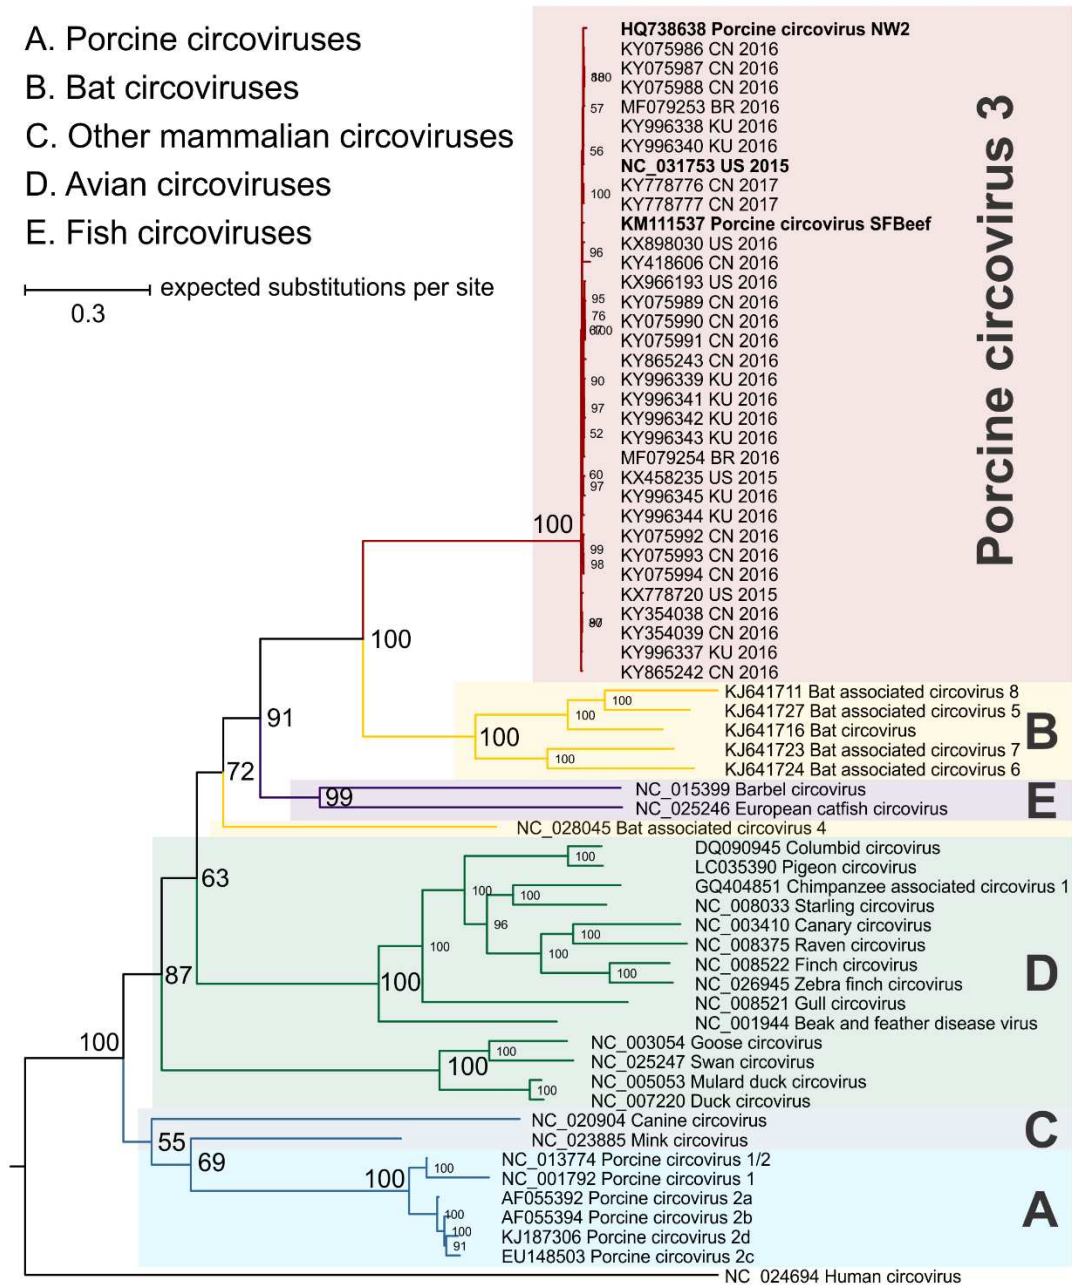 A. Porcine circoviruses
B. Bat circoviruses
C. Other mammalian circoviruses
D. Avian circoviruses
E. Fish circoviruses
expected substitutions per site
0.3
HQ738638 Porcine circovirus NW2
KY075986 CN 2016
KY075987 CN 2016
100
KY075988 CN 2016
57 MF079253 BR 2016
KY996338 KU 2016
56 KY996340 KU 2016
NC_031753 US 2015
KY778776 CN 2017
100
KY778777 CN 2017
KM111537 Porcine circovirus SFBeef
96 KX898030 US 2016
KY418606 CN 2016
KX966193 US 2016
95 KY075989 CN 2016
76 KY075990 CN 2016
KY075991 CN 2016
KY865243 CN 2016
90 KY996339 KU 2016
97 KY996341 KU 2016
KY996342 KU 2016
52 KY996343 KU 2016
MF079254 BR 2016
60 KX458235 US 2015
97 KY996345 KU 2016
KY996344 KU 2016
100
KY075992 CN 2016
99 KY075993 CN 2016
98 KY075994 CN 2016
KX778720 US 2015
KY354038 CN 2016
KY354039 CN 2016
KY996337 KU 2016
KY865242 CN 2016
Porcine circovirus 3
100
KJ641711 Bat associated circovirus 8
100
KJ641727 Bat associated circovirus 5
100
KJ641716 Bat circovirus
100
KJ641723 Bat associated circovirus 7
100
KJ641724 Bat associated circovirus 6
B
91
72
99
NC_015399 Barbel circovirus
NC_025246 European catfish circovirus
E
NC_028045 Bat associated circovirus 4
63
DQ090945 Columbid circovirus
100
LC035390 Pigeon circovirus
100
GQ404851 Chimpanzee associated circovirus 1
100
NC_008033 Starling circovirus
96
NC_003410 Canary circovirus
100
NC_008375 Raven circovirus
100
100
NC_008522 Finch circovirus
100
NC_026945 Zebra finch circovirus
87
100
NC_008521 Gull circovirus
NC_001944 Beak and feather disease virus
D
100
NC_003054 Goose circovirus
100
NC_025247 Swan circovirus
100
NC_005053 Mulard duck circovirus
100
NC_007220 Duck circovirus
NC_020904 Canine circovirus
55
NC_023885 Mink circovirus
C
69
NC_013774 Porcine circovirus 1/2
100
100
NC_001792 Porcine circovirus 1
AF055392 Porcine circovirus 2a
100
AF055394 Porcine circovirus 2b
100
KJ187306 Porcine circovirus 2d
91
EU148503 Porcine circovirus 2c
A
NC_024694 Human circovirus